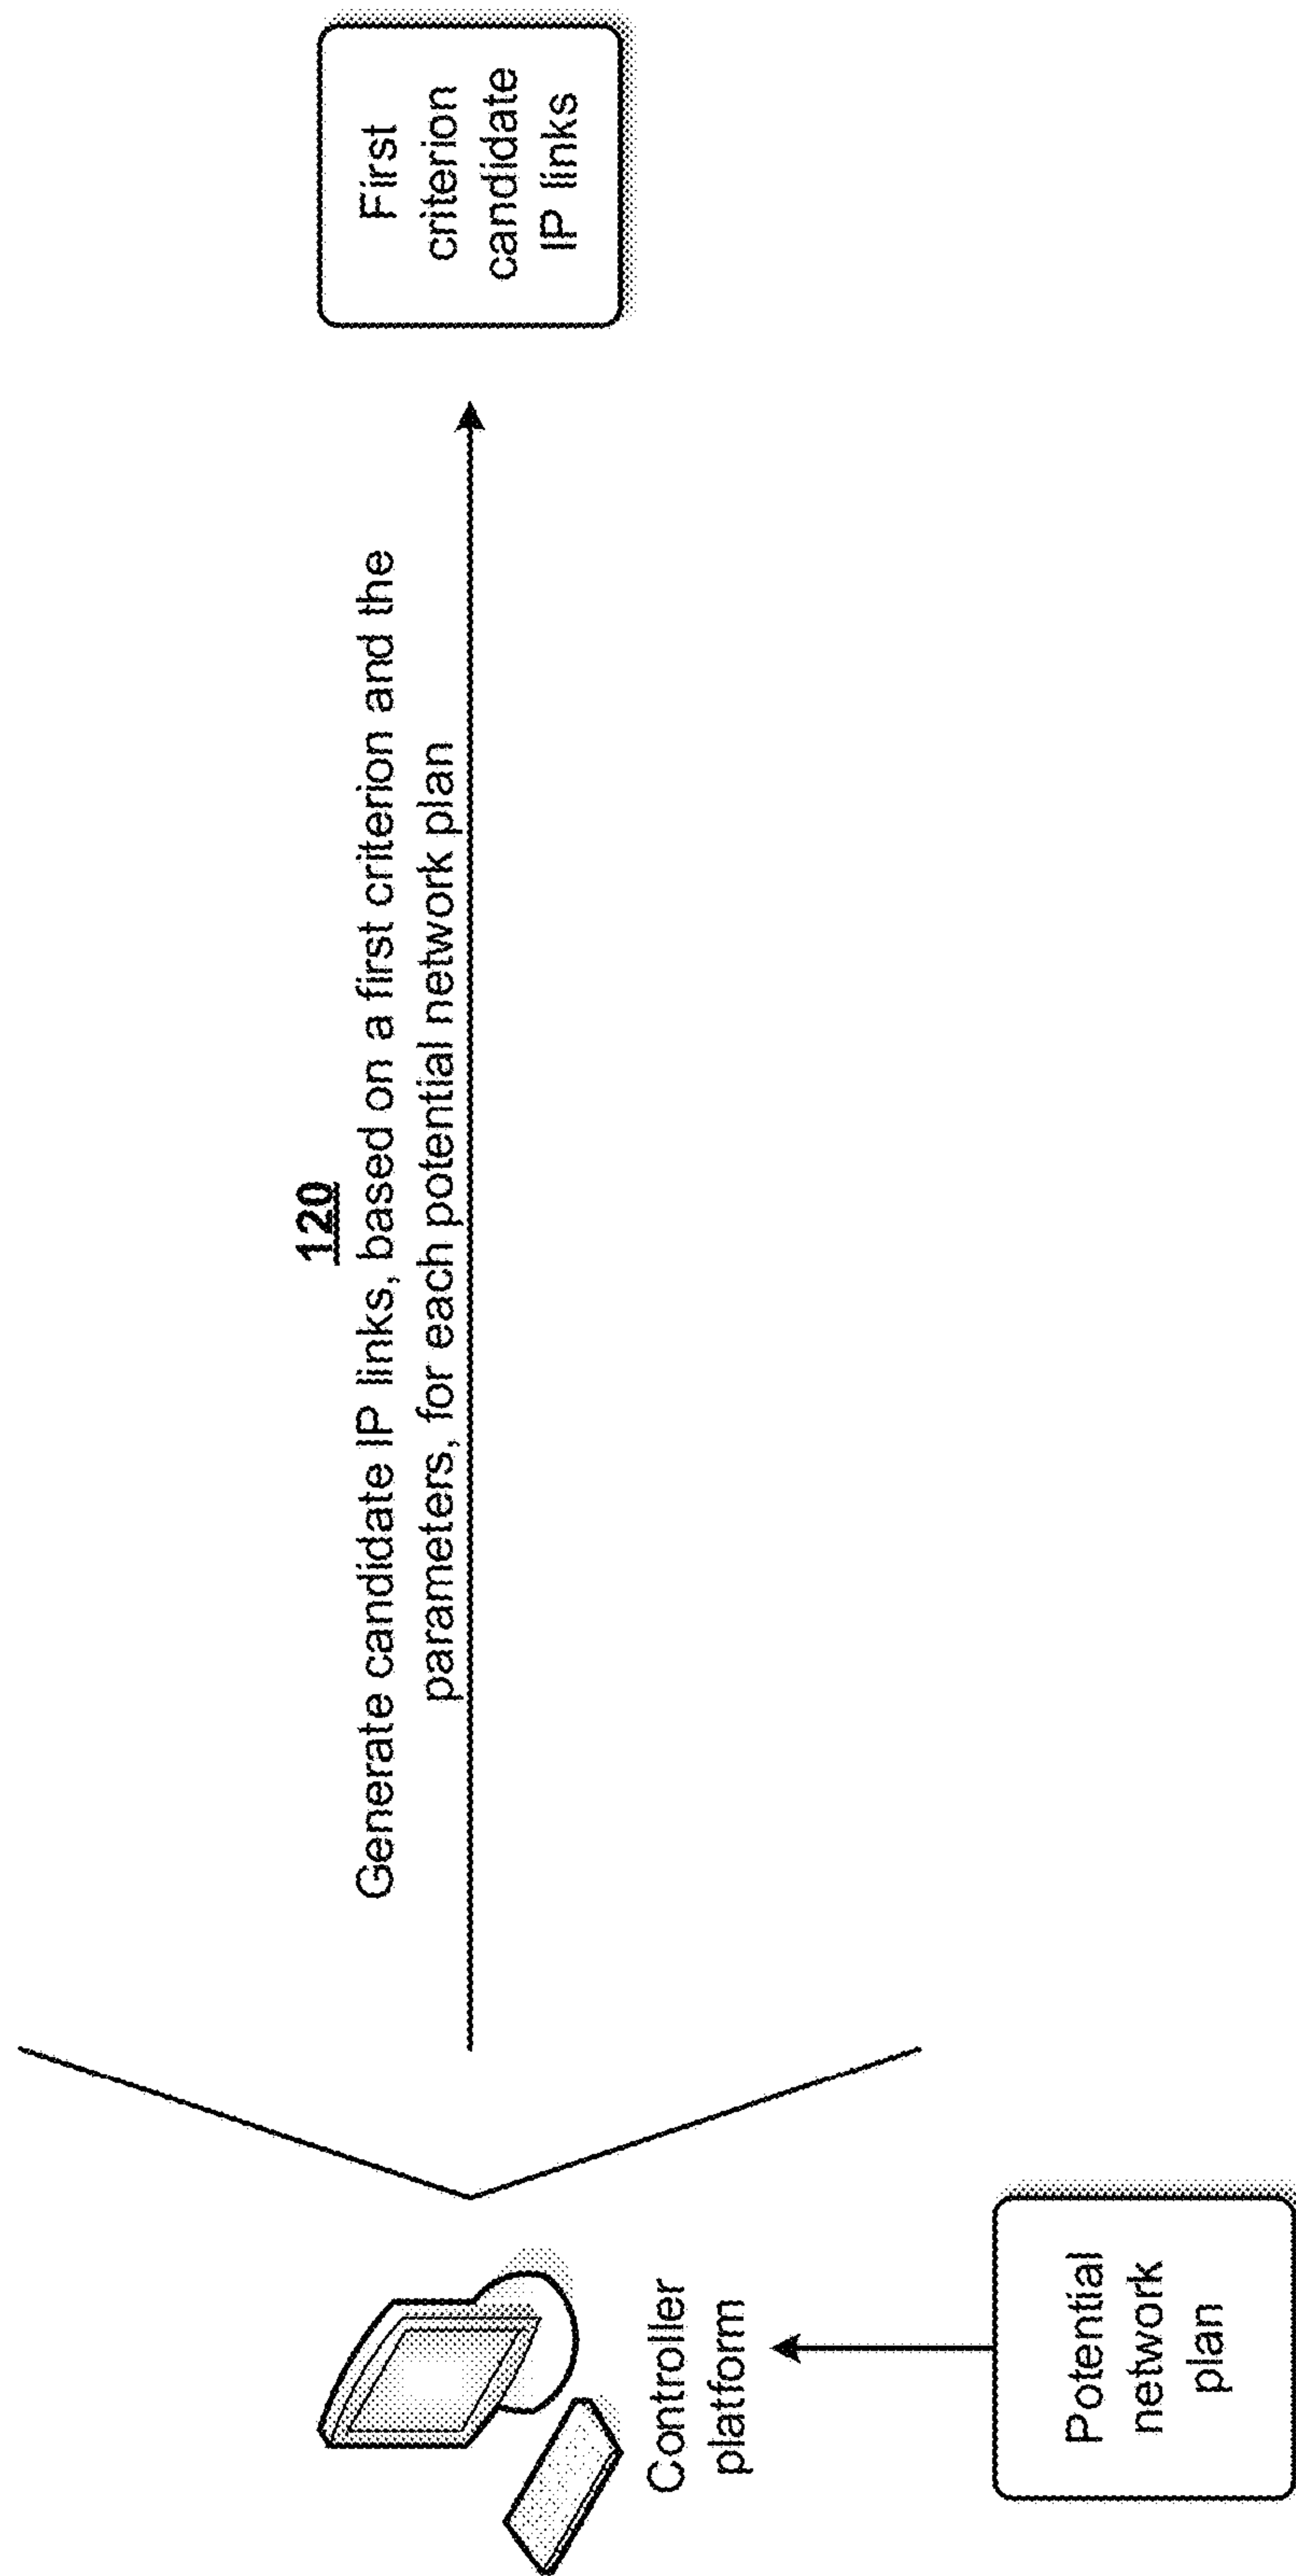 120
Generate candidate IP links, based on a first criterion and the
parameters, for each potential network plan
First
criterion
candidate
IP links
Controller
platform
Potential
network
plan